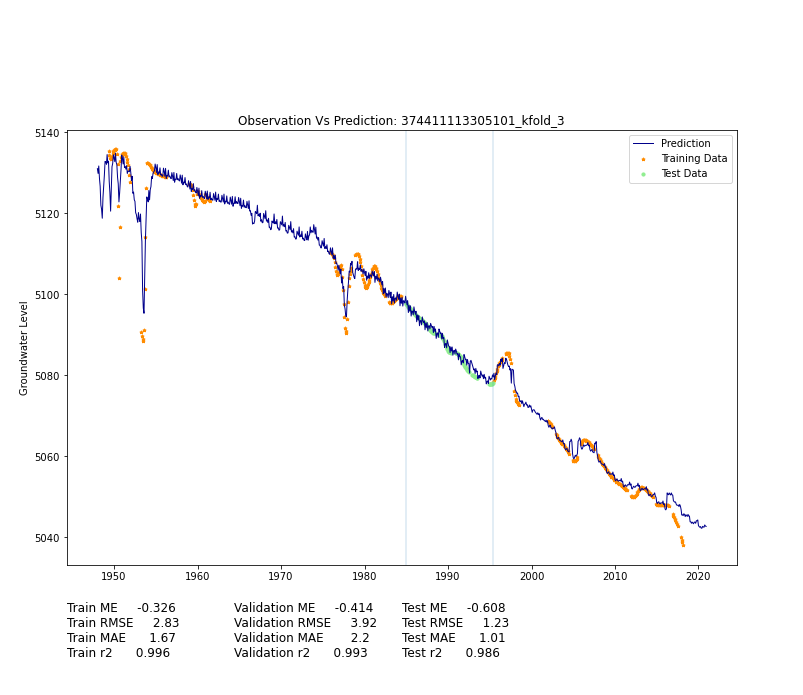 Observation Vs Prediction: 374411113305101_kfold_3
Prediction
Training Data
Test Data
Groundwater Level
5140
5120
5100
5080
5060
5040
1950 1960 1970 1980 1990 2000 2010 2020
Train ME -0.326 Validation ME -0.414 Test ME -0.608
Train RMSE 2.83 Validation RMSE 3.92 Test RMSE 1.23
Train MAE 1.67 Validation MAE 2.2 Test MAE 1.01
Train r2 0.996 Validation r2 0.993 Test r2 0.986